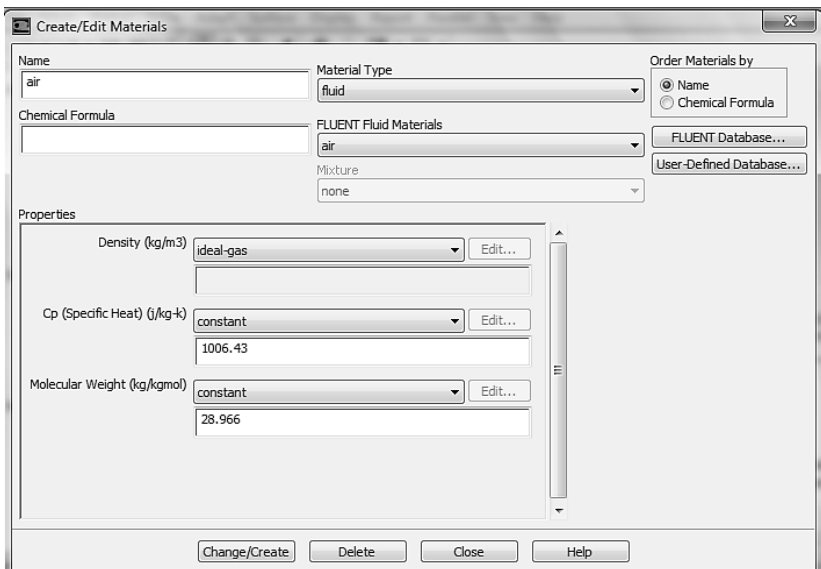 Create/Edit Materials
Name
air
Chemical Formula
Material Type
fluid
FLUENT Fluid Materials
air
Mixture
none
Order Materials by
Name
Chemical Formula
FLUENT Database...
User-Defined Database...
Properties
Density (kg/m3) ideal-gas Edit...
Cp (Specific Heat) (j/kg-k) constant Edit...
1006.43
Molecular Weight (kg/kgmol) constant Edit...
28.966
Change/Create Delete Close Help